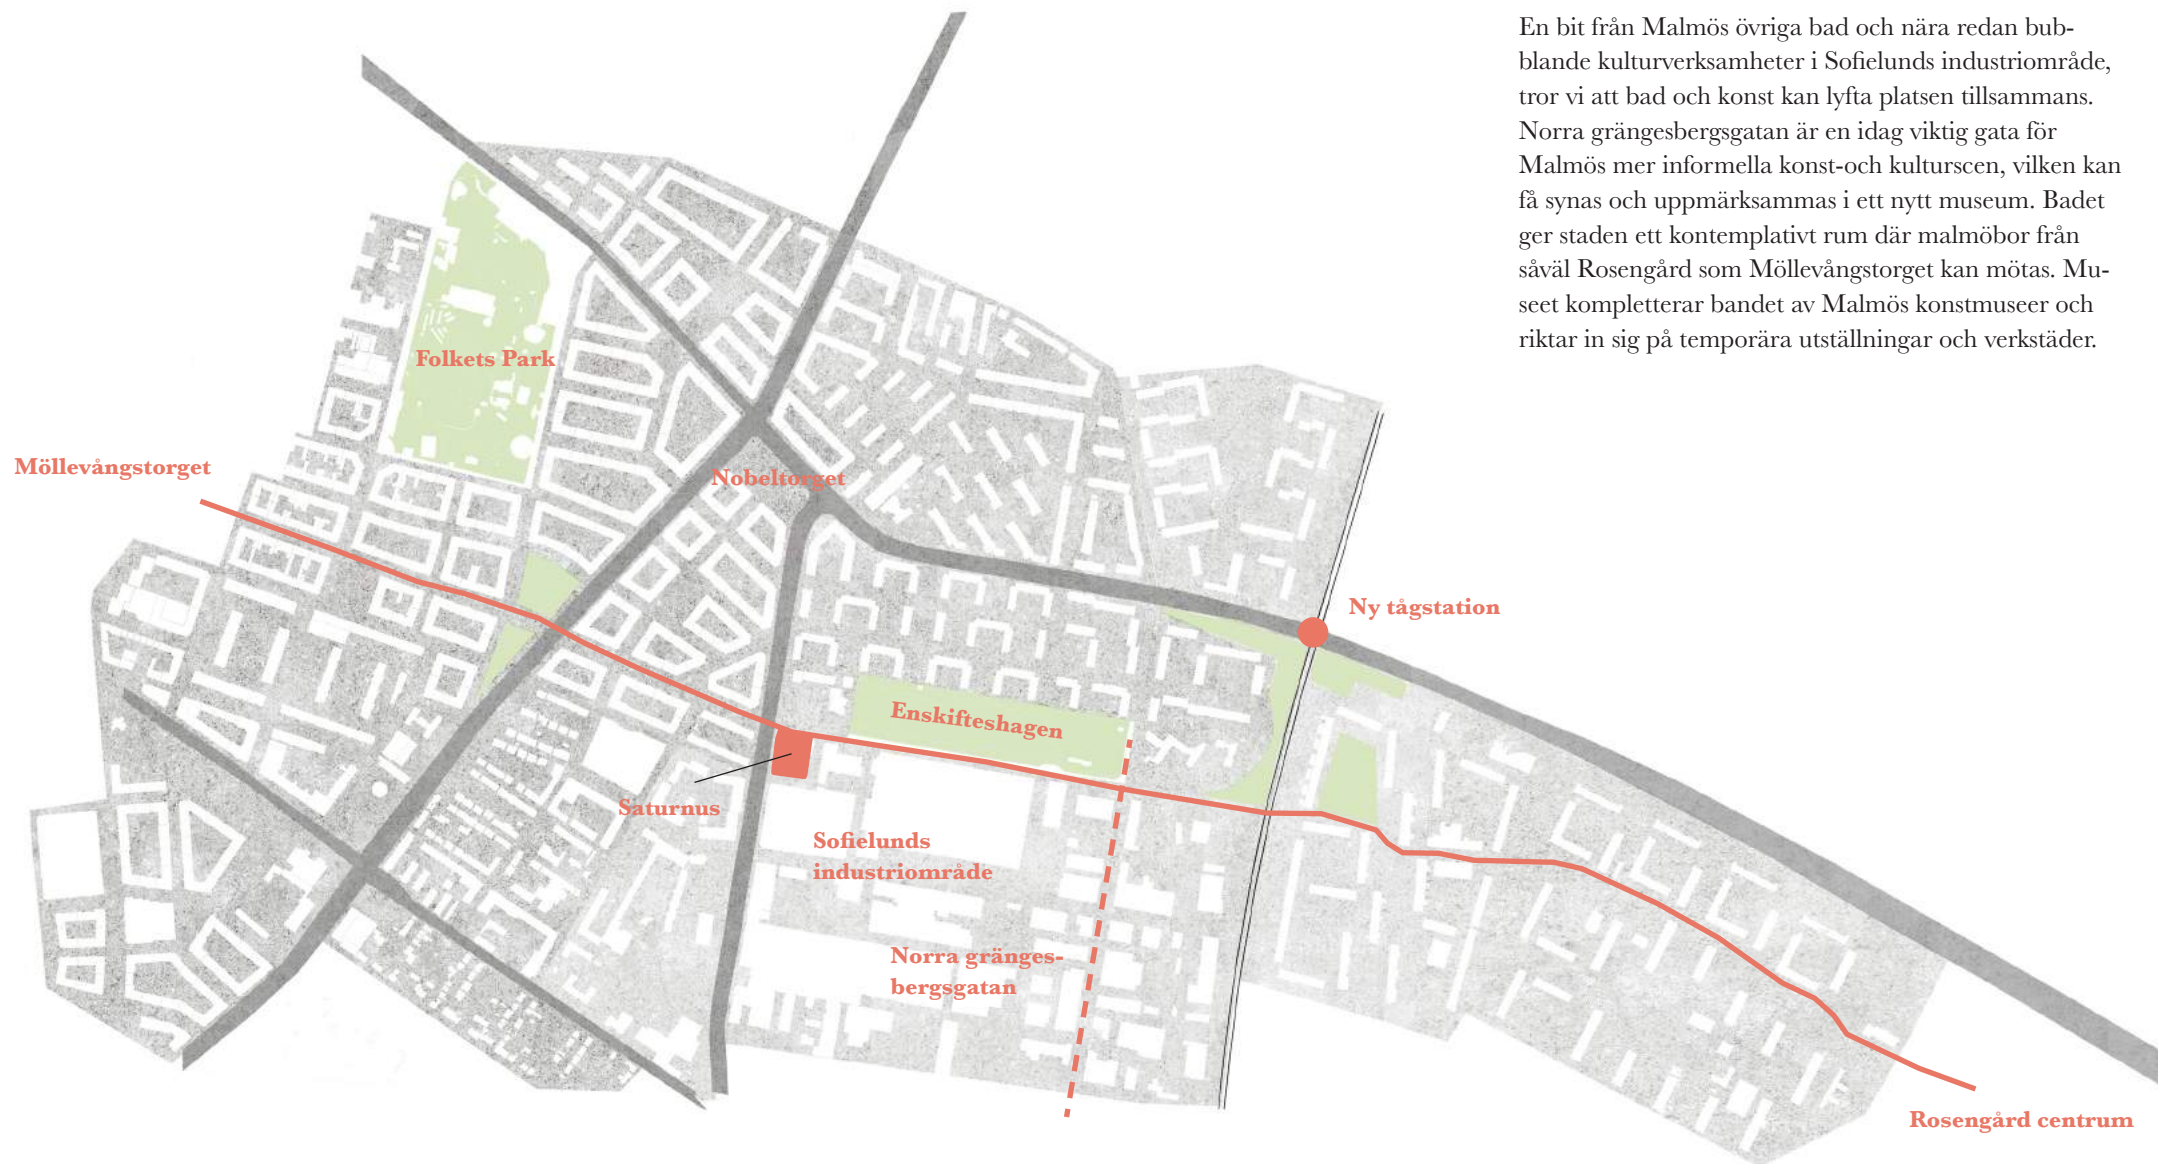 En bit från Malmös övriga bad och nära redan bub-
blande kulturverksamheter i Sofielunds industriområde,
tror vi att bad och konst kan lyfta platsen tillsammans.
Norra grängesbergsgatan är en idag viktig gata för
Malmös mer informella konst-och kulturscen, vilken kan
få synas och uppmärksammas i ett nytt museum. Badet
ger staden ett kontemplativt rum där malmöbor från
såväl Rosengård som Möllevångstorget kan mötas. Mu-
seet kompletterar bandet av Malmös konstmuseer och
riktar in sig på temporära utställningar och verkstäder.
Folkets Park
Möllevångstorget
Nobeltorget
Ny tågstation
Enskifteshagen
Saturnus
Sofielunds
industriområde
Norra gränges-
bergsgatan
Rosengård centrum